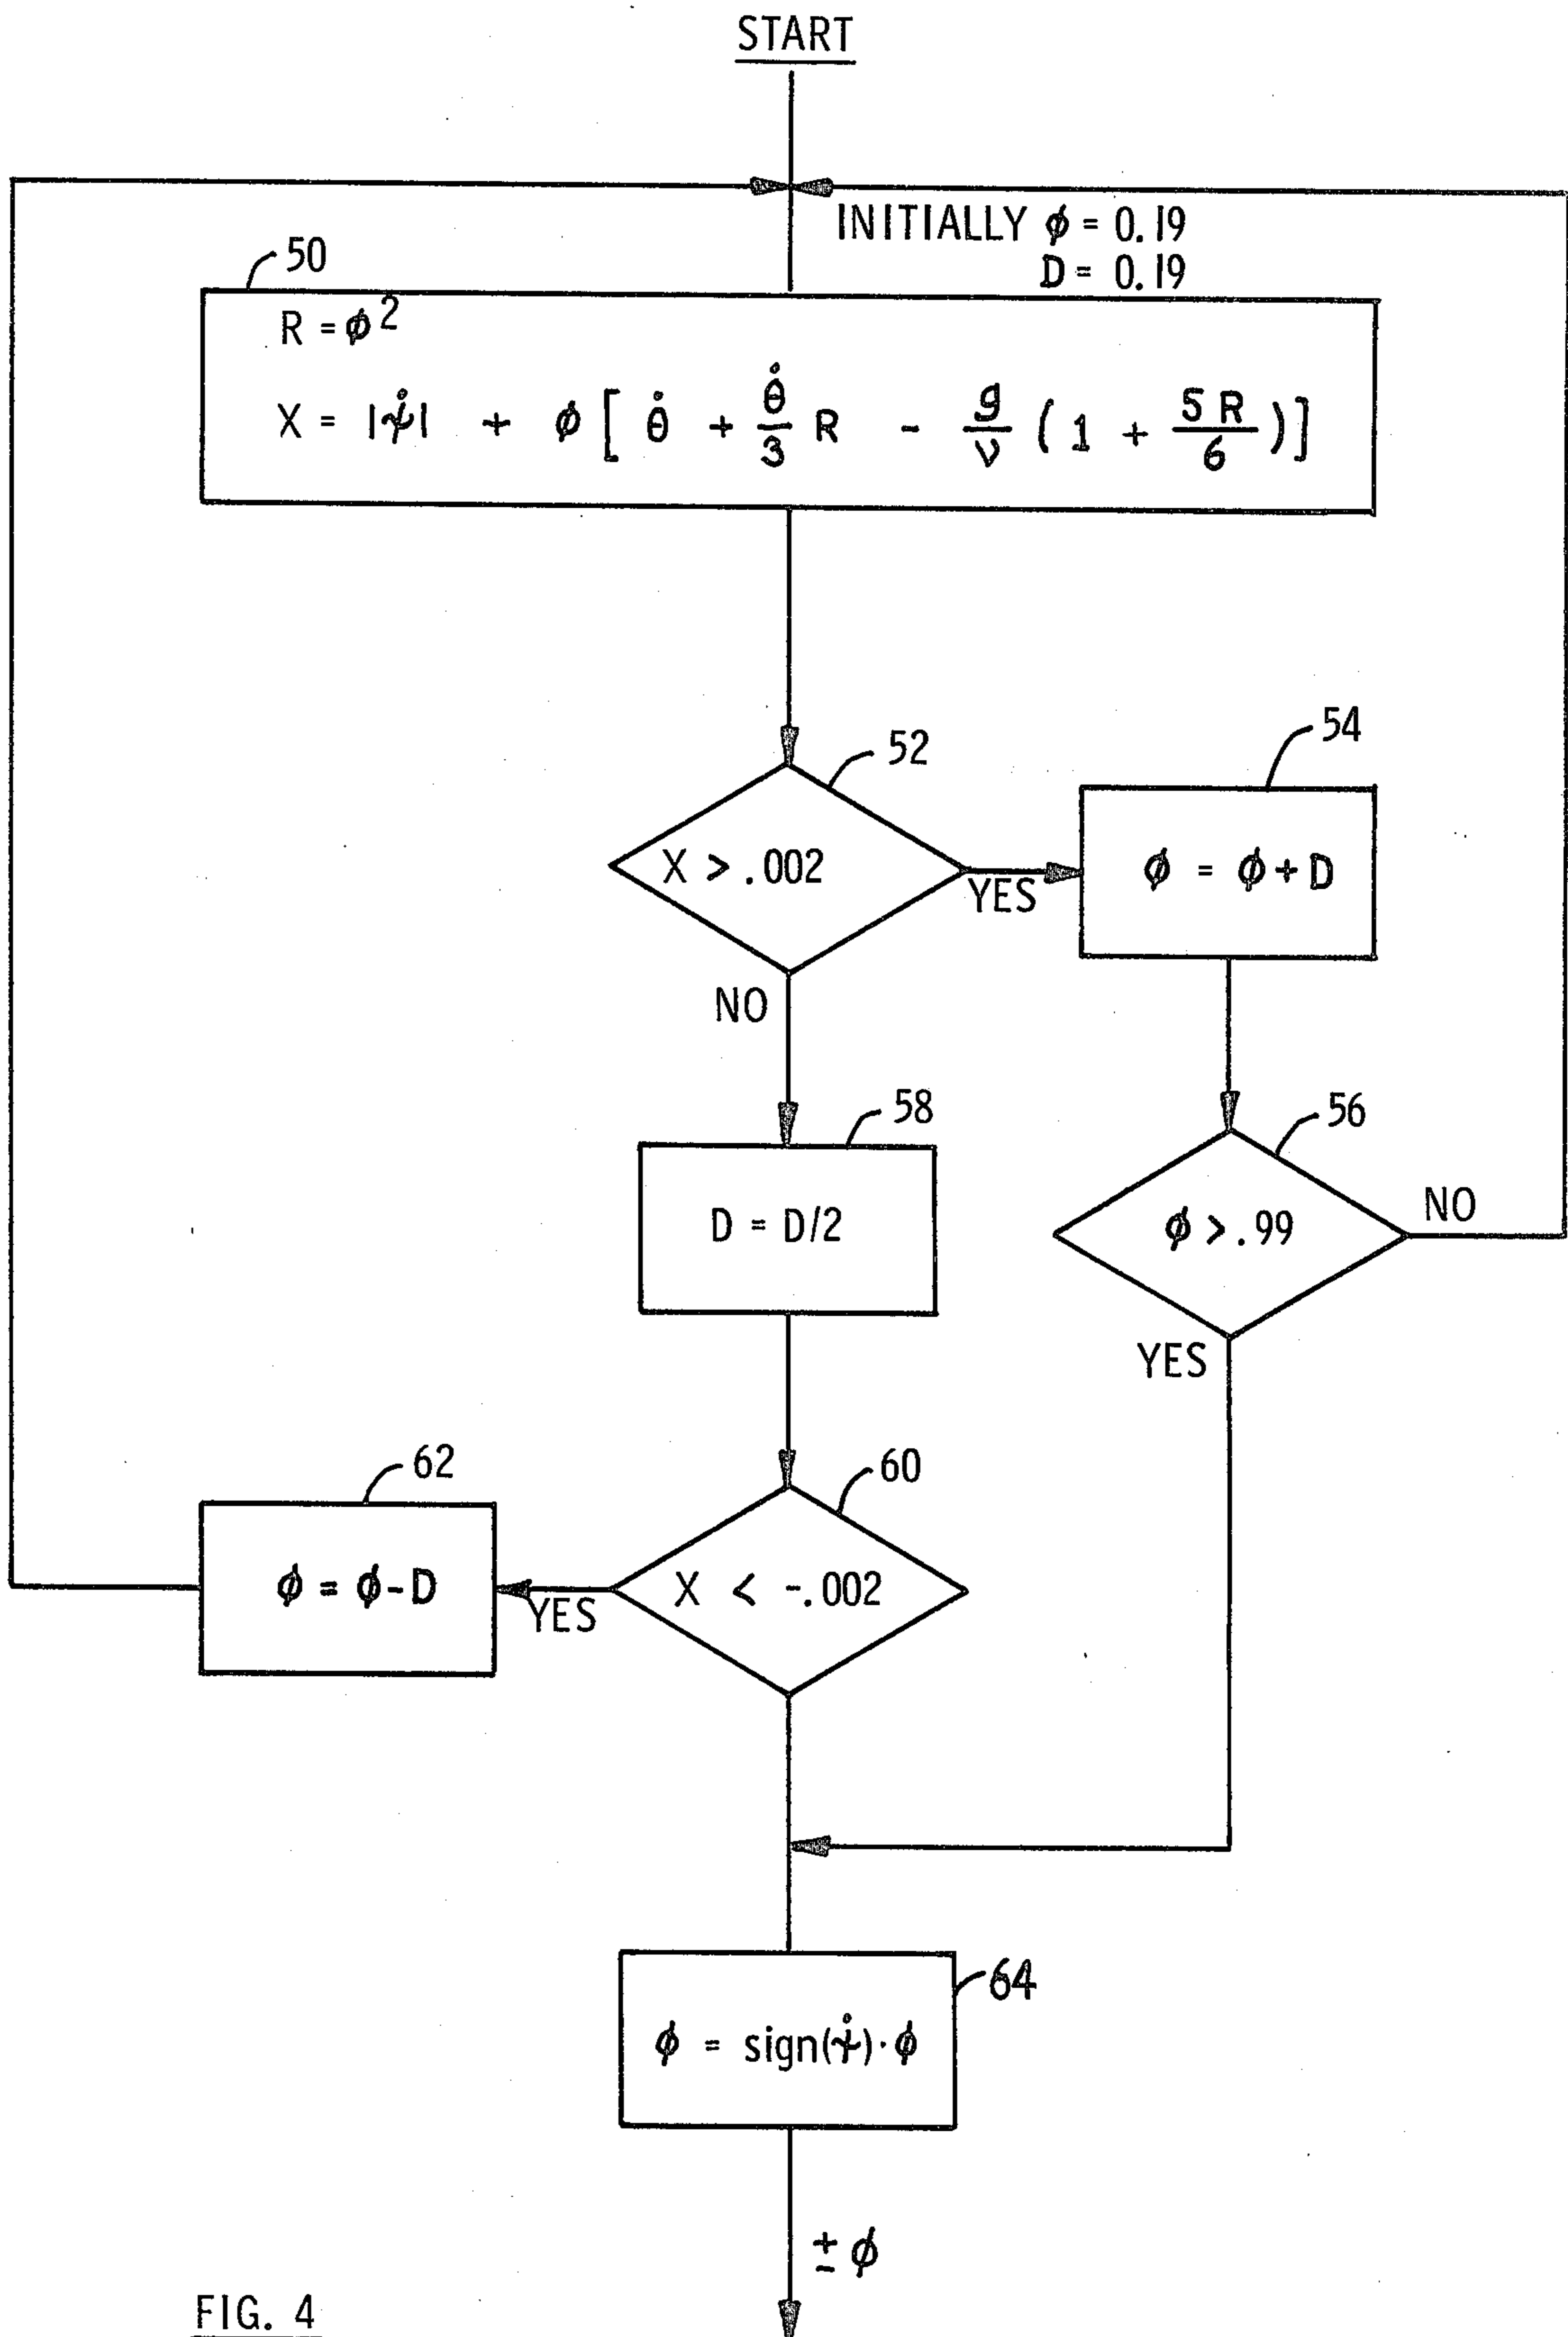 START
INITIALLY ϕ = 0.19
D = 0.19
50
R = ϕ²
X = |ψ̇| + ϕ [ θ̇ + θ̇/3 R - g/v ( 1 + 5R/6 ) ]
52
X > .002
YES
NO
54
ϕ = ϕ + D
56
ϕ > .99
NO
YES
58
D = D/2
60
X < -.002
YES
62
ϕ = ϕ - D
64
ϕ = sign(ψ̇)·ϕ
± ϕ
FIG. 4